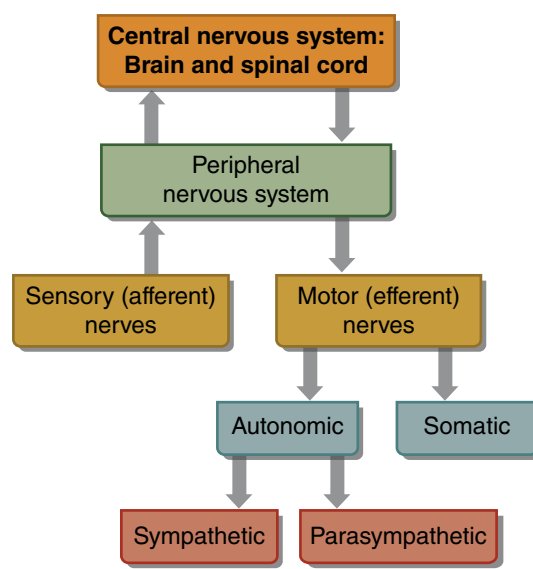 Central nervous system:
Brain and spinal cord
Peripheral
nervous system
Sensory (afferent)
nerves
Motor (efferent)
nerves
Autonomic
Somatic
Sympathetic
Parasympathetic